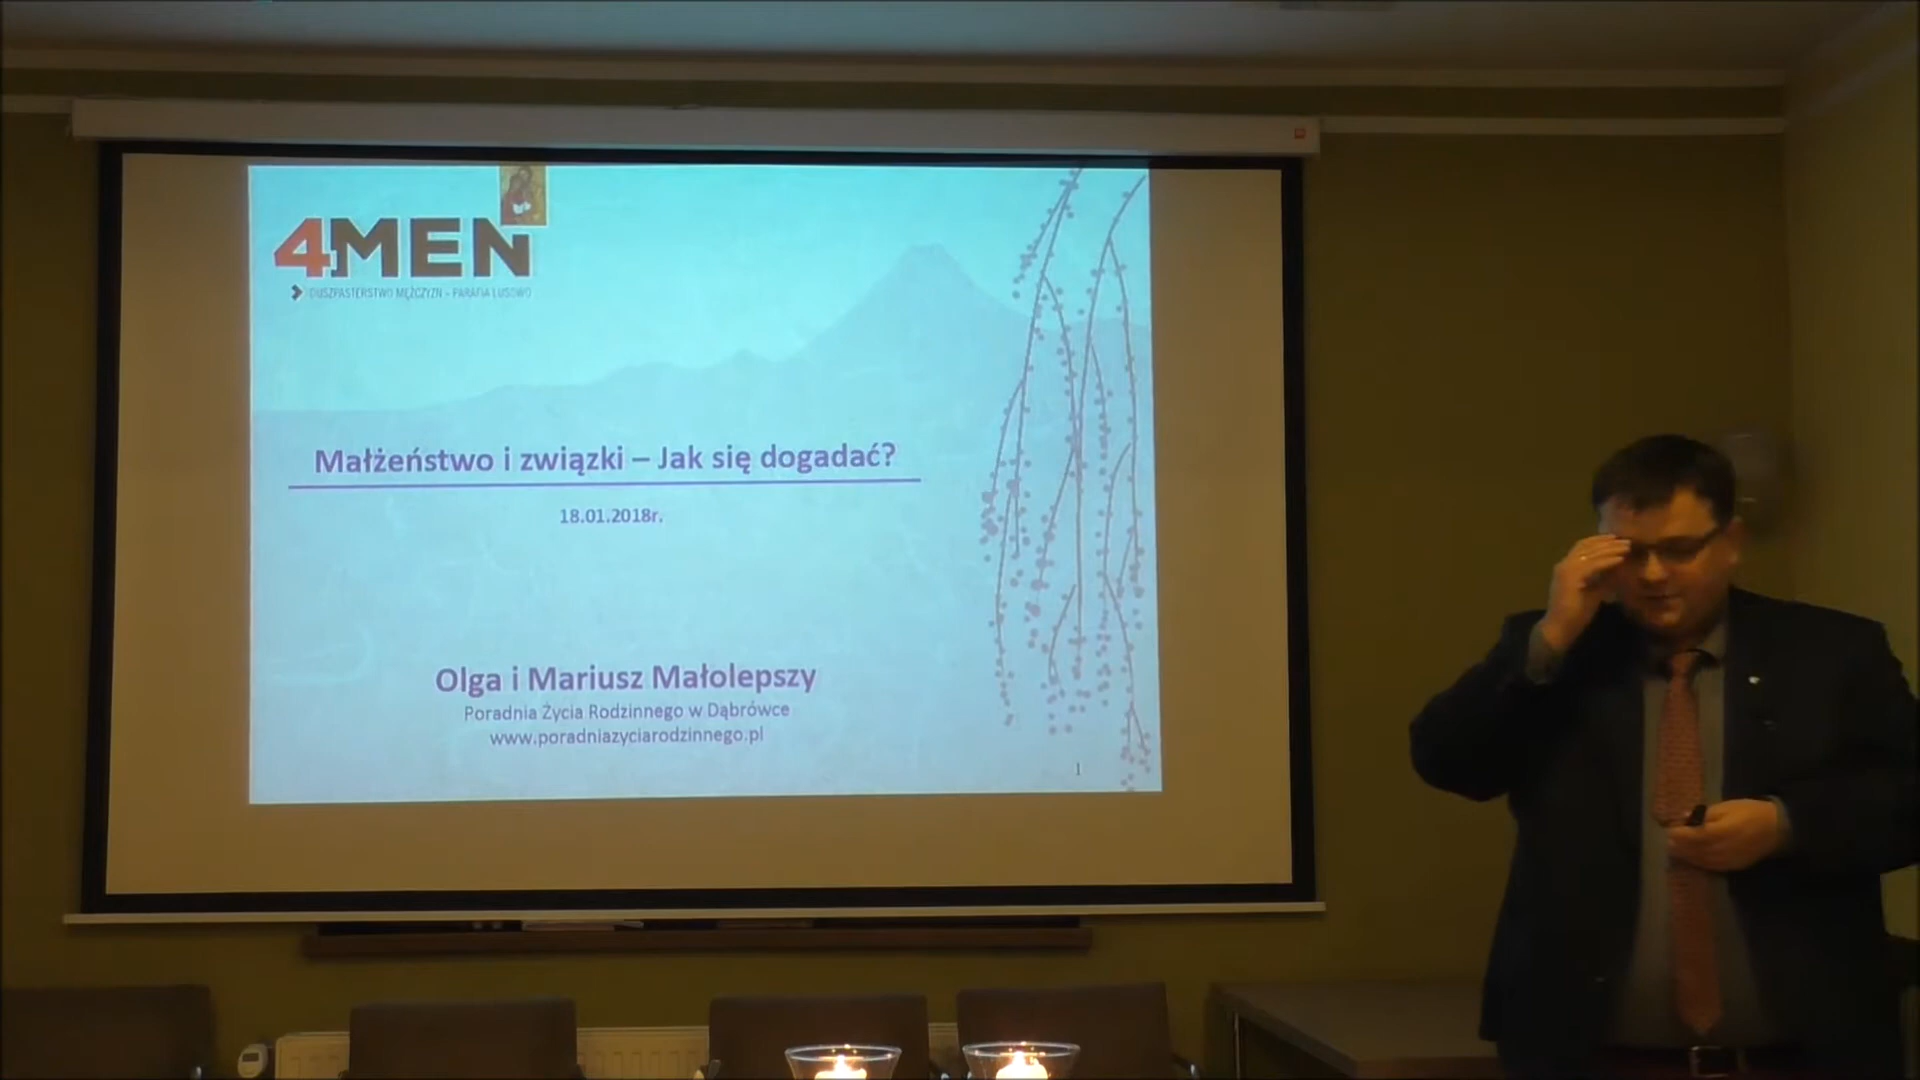 4MEN
DUSZPASTERSTWO MĘŻCZYZN - PARAFIA LUSOWO
Małżeństwo i związki – Jak się dogadać?
18.01.2018r.
Olga i Mariusz Małolepszy
Poradnia Życia Rodzinnego w Dąbrówce
www.poradniazyciarodzinnego.pl
1